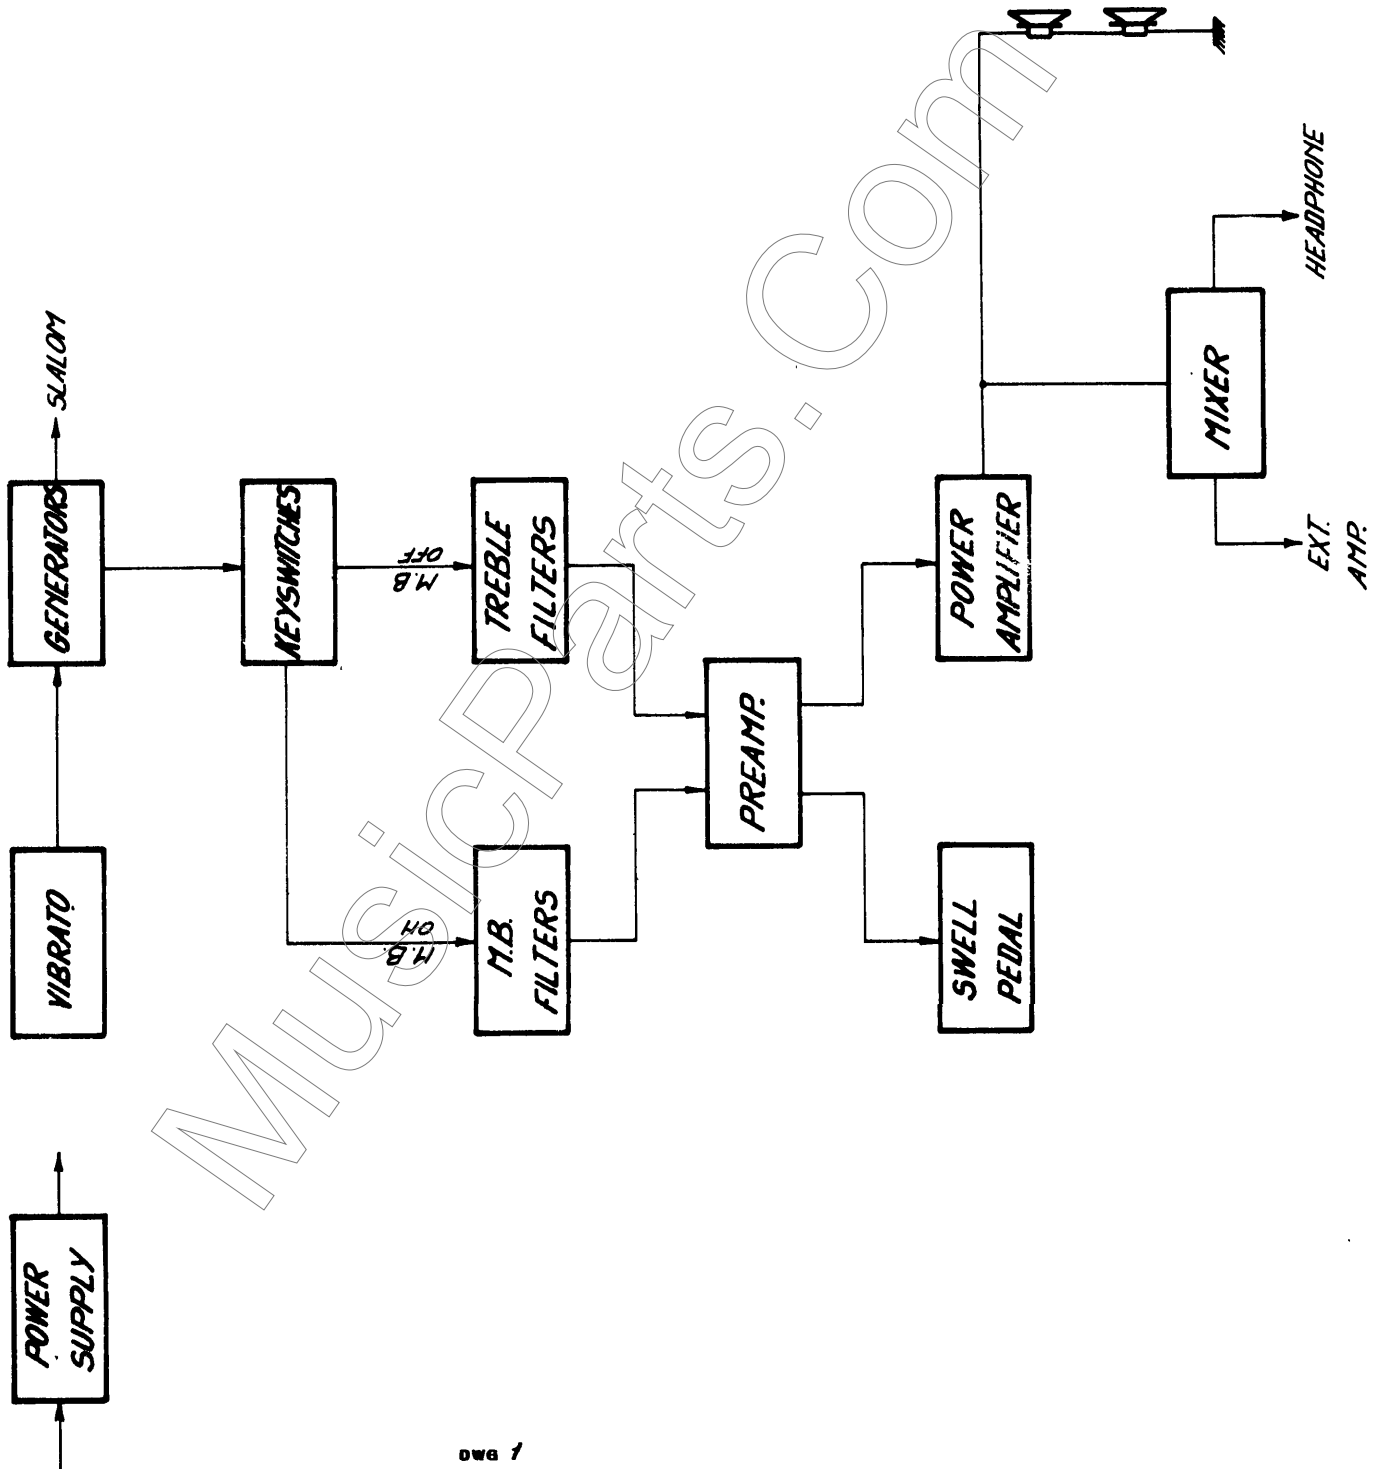 POWER
SUPPLY
VIBRATO
GENERATORS
SLALOM
KEYSWITCHES
M.B.
ON
M.B
OFF
M.B.
FILTERS
TREBLE
FILTERS
PREAMP.
SWELL
PEDAL
POWER
AMPLIFIER
MIXER
EXT.
AMP.
HEADPHONE
DWG 1
MusicParts.Com